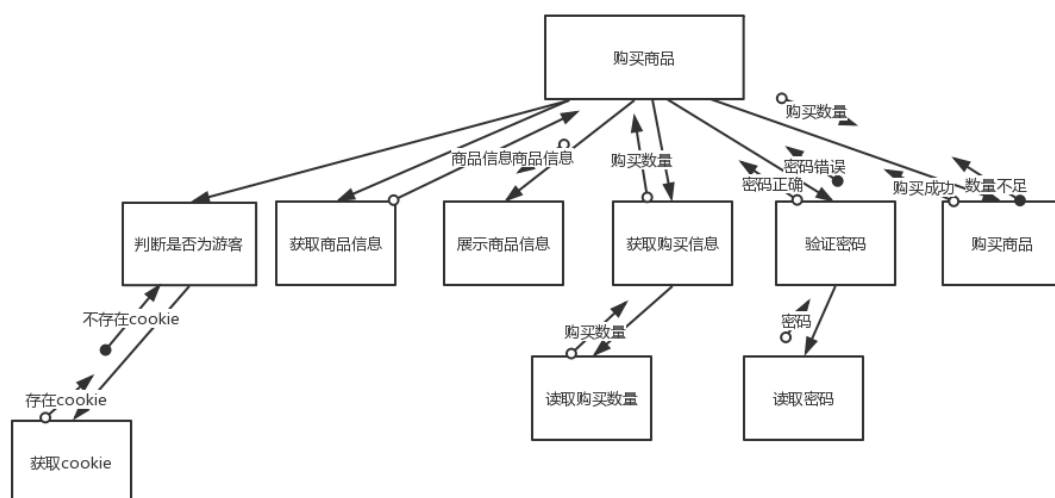 购买商品
购买数量
商品信息
商品信息
购买数量
密码错误
密码正确
购买成功
数量不足
判断是否为游客
获取商品信息
展示商品信息
获取购买信息
验证密码
购买商品
不存在cookie
购买数量
密码
存在cookie
读取购买数量
读取密码
获取cookie